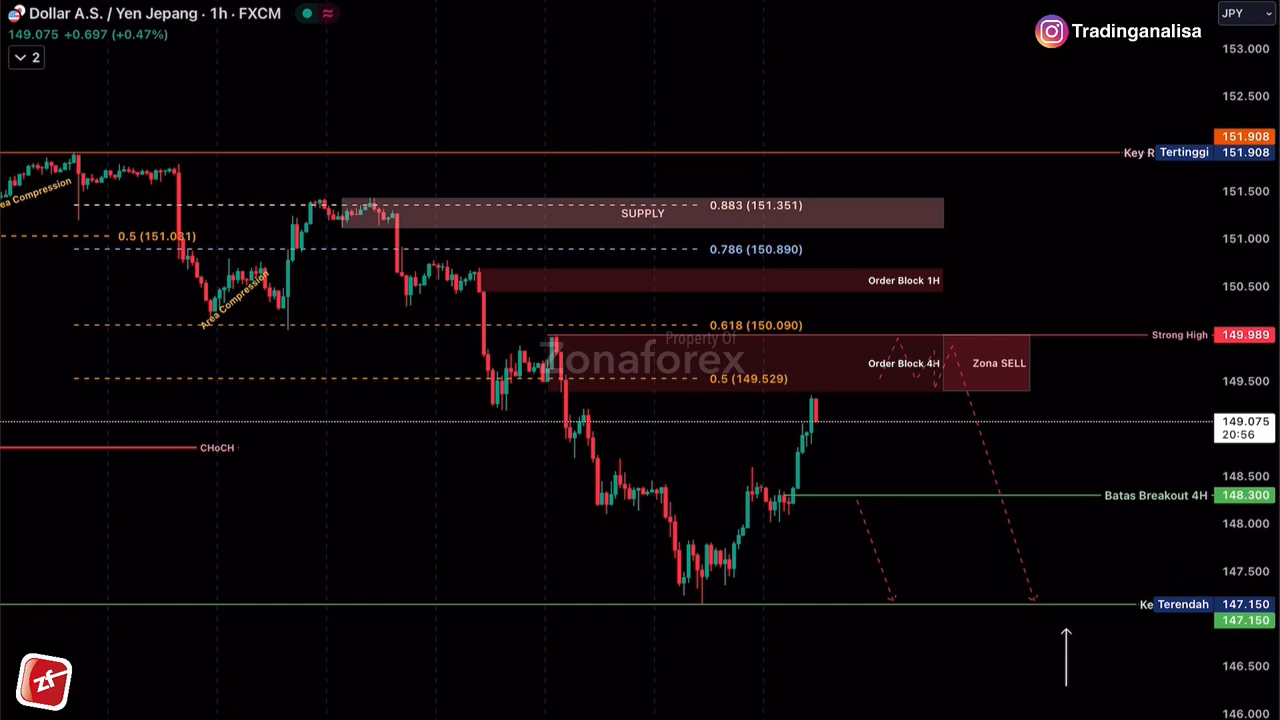 Dollar A.S. / Yen Jepang · 1h · FXCM
149.075 +0.697 (+0.47%)
2
Tradinganalisa
JPY
153.000
152.500
151.908
Key R
Tertinggi
151.908
ea Compression
151.500
0.883 (151.351)
SUPPLY
0.5 (151.031)
151.000
0.786 (150.890)
Order Block 1H
150.500
Area Compression
0.618 (150.090)
Strong High
149.989
Property Of
Zonaforex
Order Block 4H
Zona SELL
0.5 (149.529)
149.500
149.075
20:56
CHoCH
148.500
Batas Breakout 4H
148.300
148.000
147.500
Ke
Terendah
147.150
147.150
zf
146.500
146.000